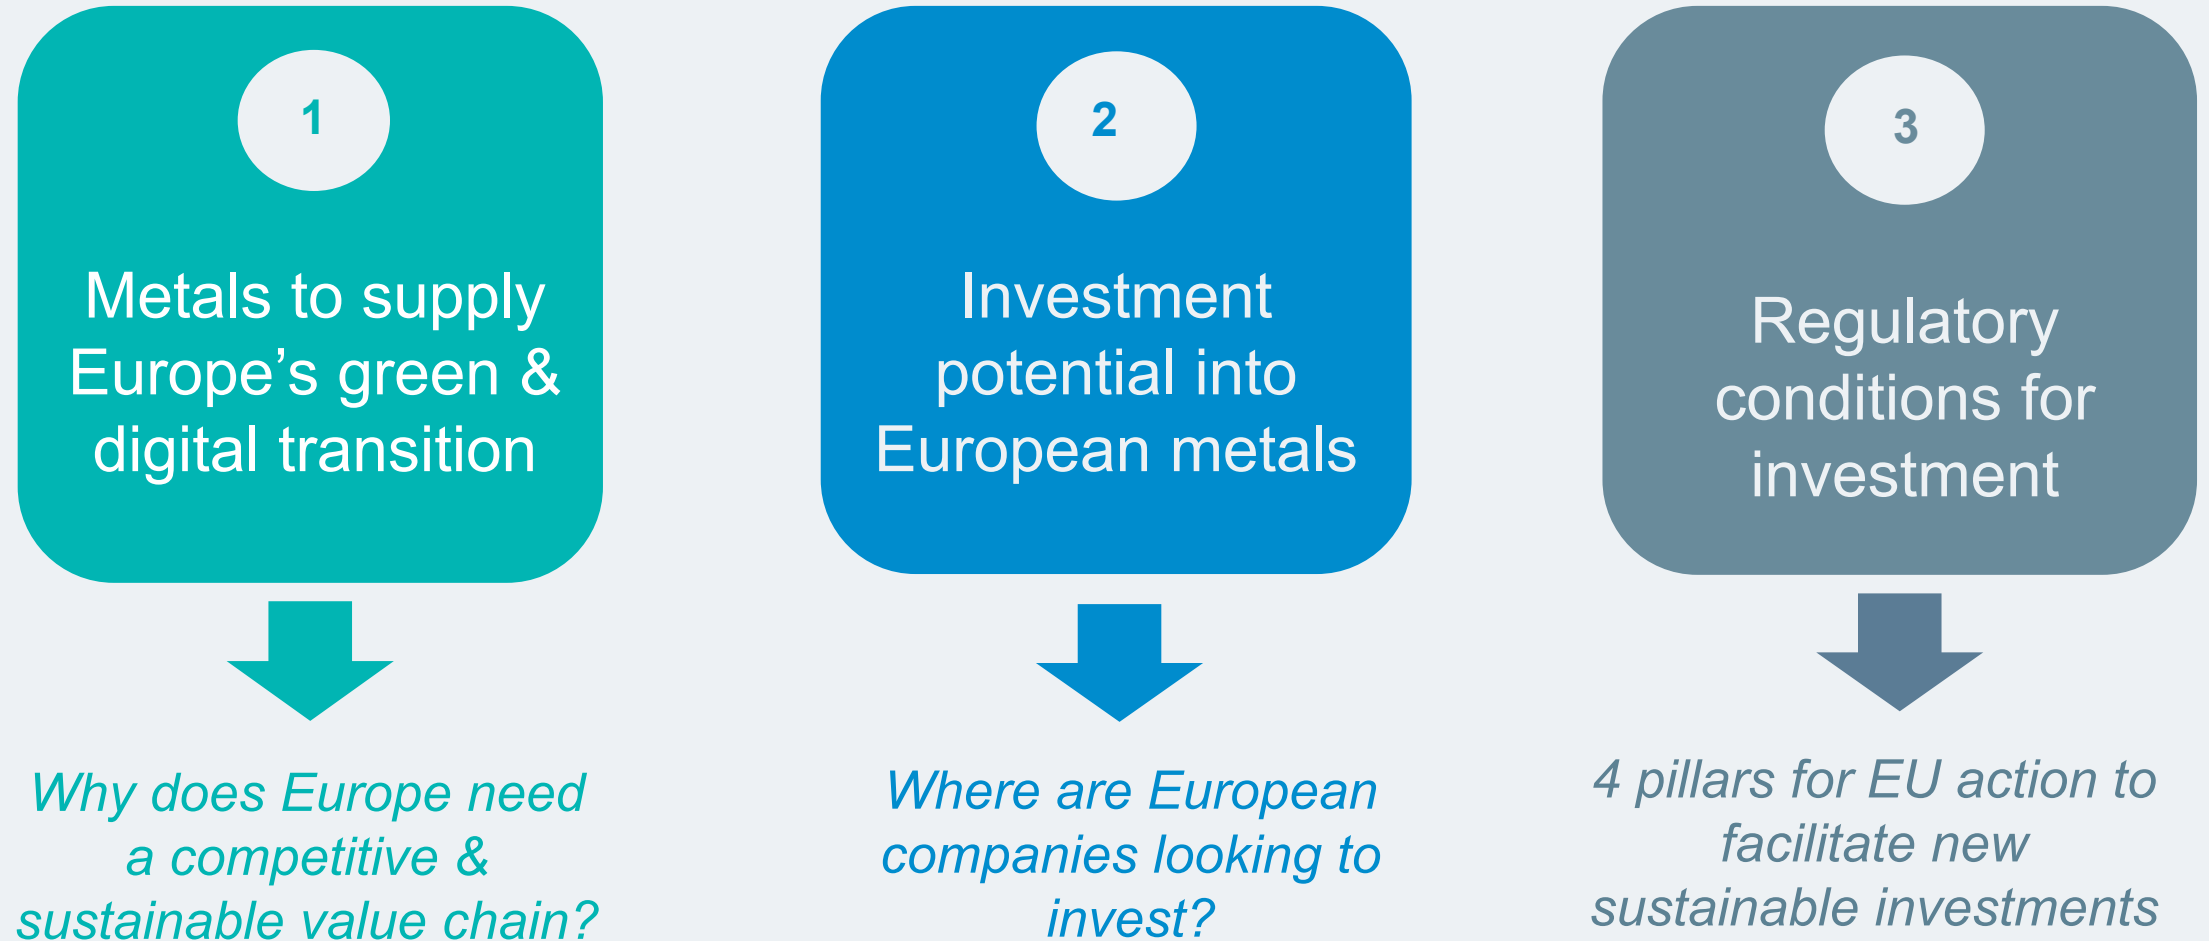 1
Metals to supply
Europe’s green &
digital transition
Why does Europe need
a competitive &
sustainable value chain?
2
Investment
potential into
European metals
Where are European
companies looking to
invest?
3
Regulatory
conditions for
investment
4 pillars for EU action to
facilitate new
sustainable investments